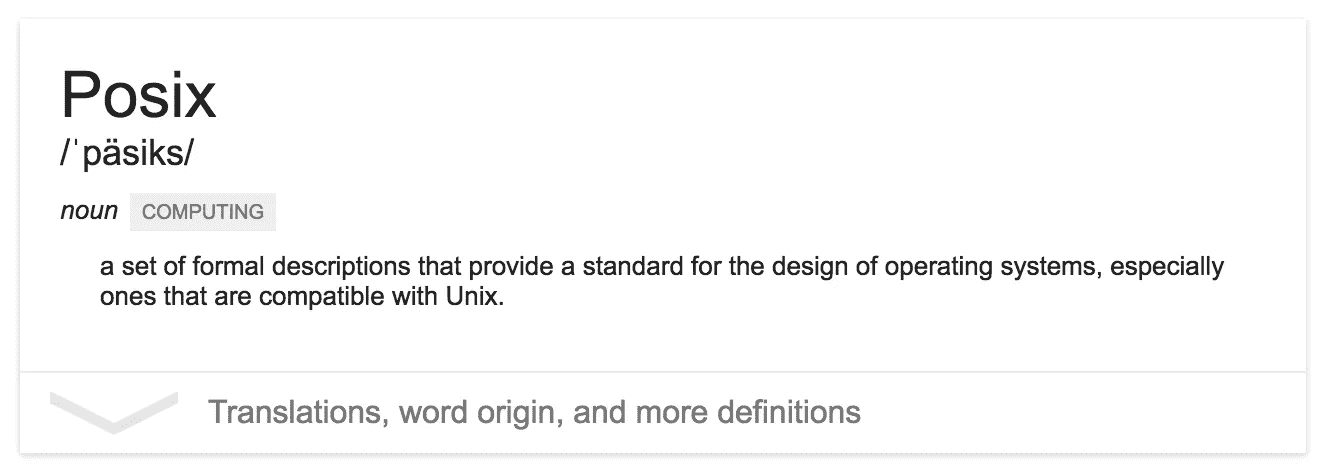 Posix
/ˈpäsiks/
noun COMPUTING
a set of formal descriptions that provide a standard for the design of operating systems, especially
ones that are compatible with Unix.
Translations, word origin, and more definitions